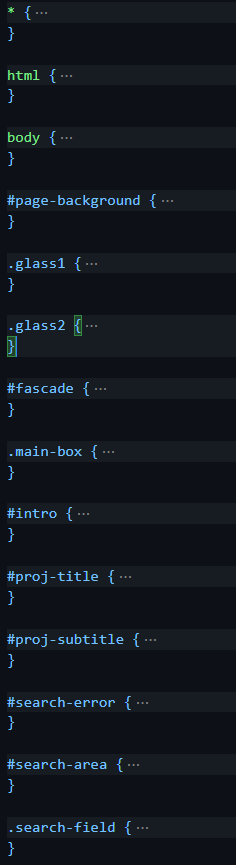 * {···
}
html {···
}
body {···
}
#page-background {···
}
.glass1 {···
}
.glass2 {···
}
#fascade {···
}
.main-box {···
}
#intro {···
}
#proj-title {···
}
#proj-subtitle {···
}
#search-error {···
}
#search-area {···
}
.search-field {···
}